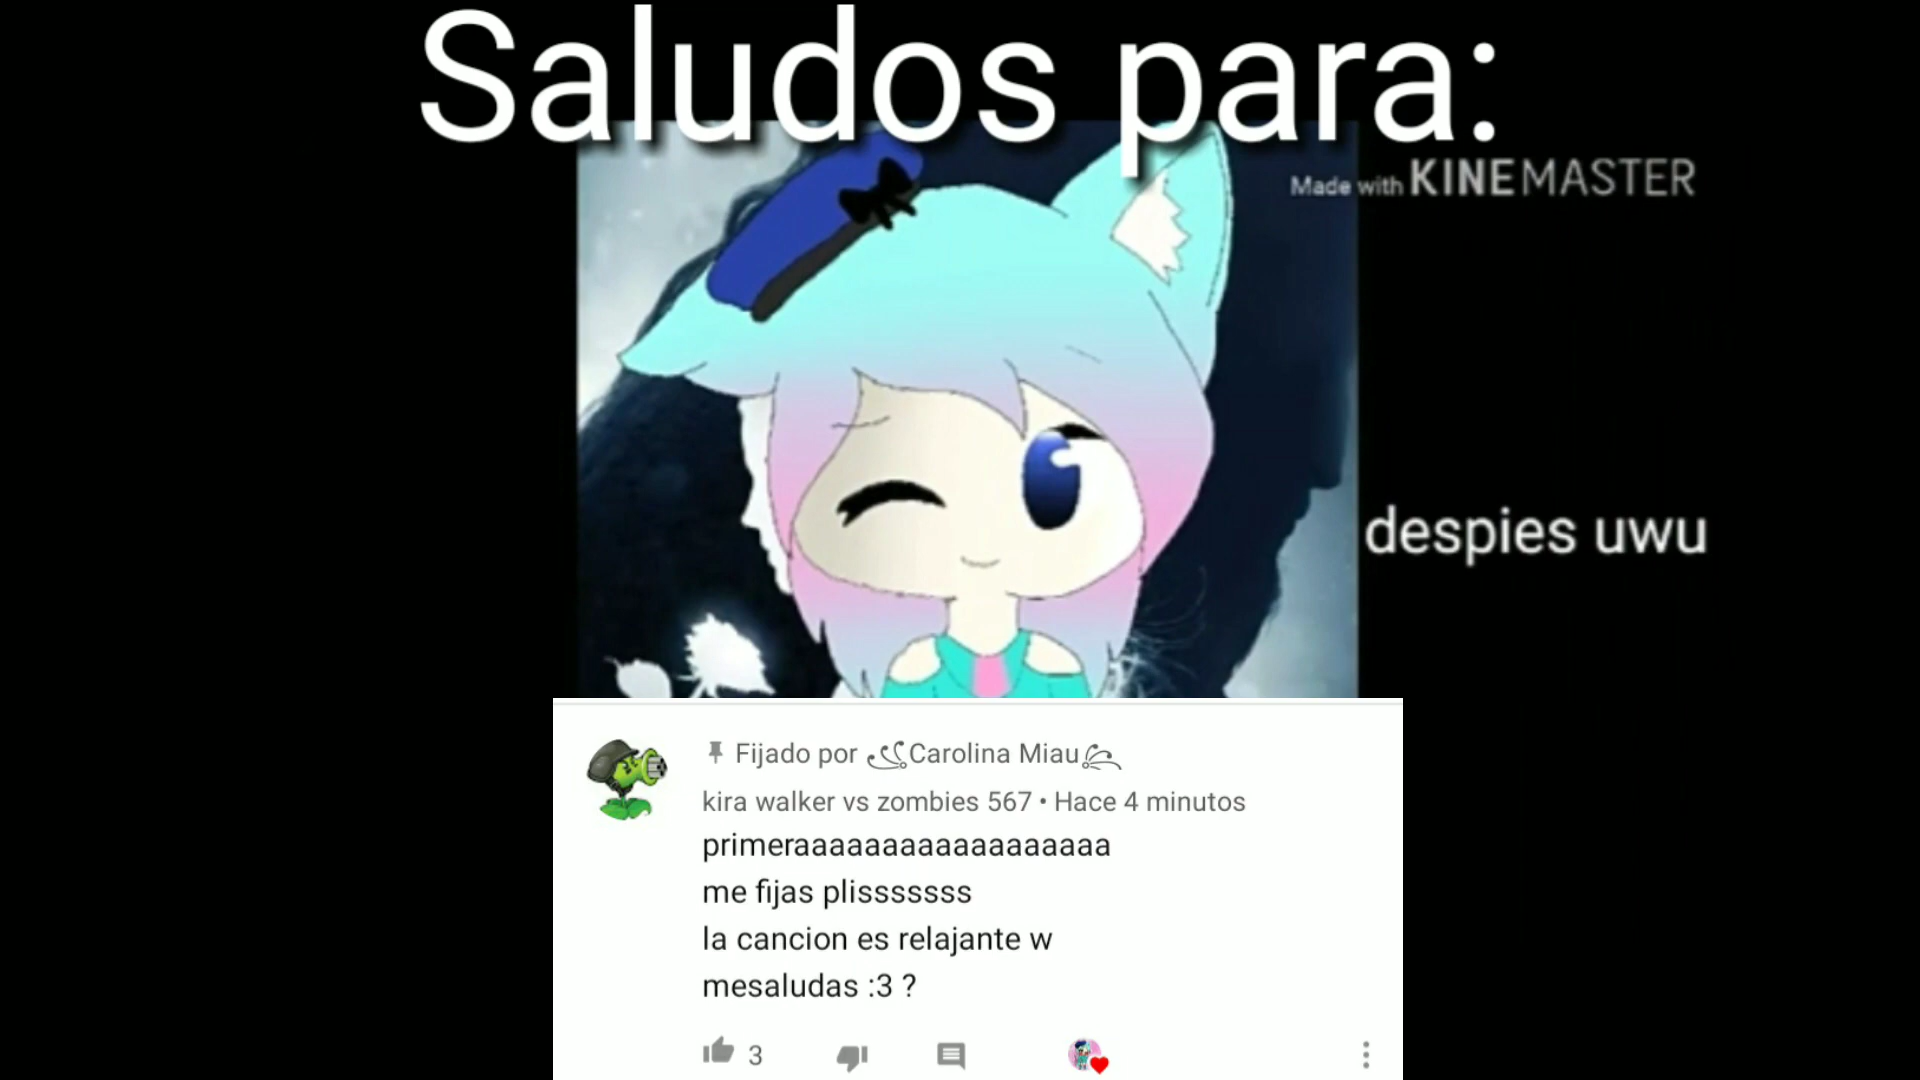 Saludos para:
Made with KINEMASTER
despies uwu
Fijado por Carolina Miau
kira walker vs zombies 567 • Hace 4 minutos
primeraaaaaaaaaaaaaaaaaa
me fijas plisssssss
la cancion es relajante w
mesaludas :3 ?
3